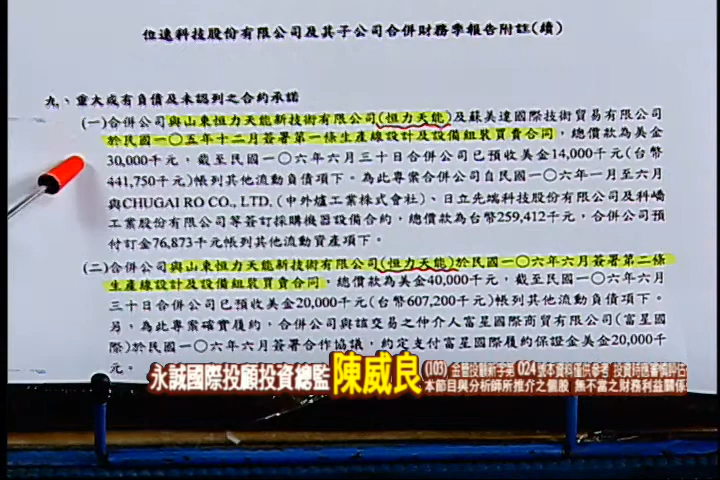 恒遠科技股份有限公司及其子公司合併財務季報告附註(續)
九、重大或有負債及未認列之合約承諾
(一)合併公司與山東恒力天能新技術有限公司(恒力天能)及蘇美達國際技術貿易有限公司
於民國一〇五年十二月簽署第一條生產線設計及設備組裝買賣合同，總價款為美金
30,000千元，截至民國一〇六年六月三十日合併公司已預收美金14,000千元(台幣
441,750千元)帳列其他流動負債項下。為此專案合併公司自民國一〇六年一月至六月
與CHUGAI RO CO., LTD. (中外爐工業株式会社)、日立先端科技股份有限公司及科嶠
工業股份有限公司等簽訂採購機器設備合約，總價款為台幣259,412千元，合併公司預
付訂金76,873千元帳列其他流動資產項下。
(二)合併公司與山東恒力天能新技術有限公司(恒力天能)於民國一〇六年六月簽署第二條
生產線設計及設備組裝買賣合同，總價款為美金40,000千元，截至民國一〇六年六月
三十日合併公司已預收美金20,000千元(台幣607,200千元)帳列其他流動負債項下。
另，為此專案確實履約，合併公司與該交易之仲介人富星國際商貿有限公司(富星國
際)於民國一〇六年六月簽署合作協議，約定支付富星國際履約保證金美金20,000千
元。
永誠國際投顧投資總監 陳威良 (103) 金管投顧新字第 024號本資料僅供參考 投資時應審慎評估
本節目與分析師所推介之個股 無不當之財務利益關係